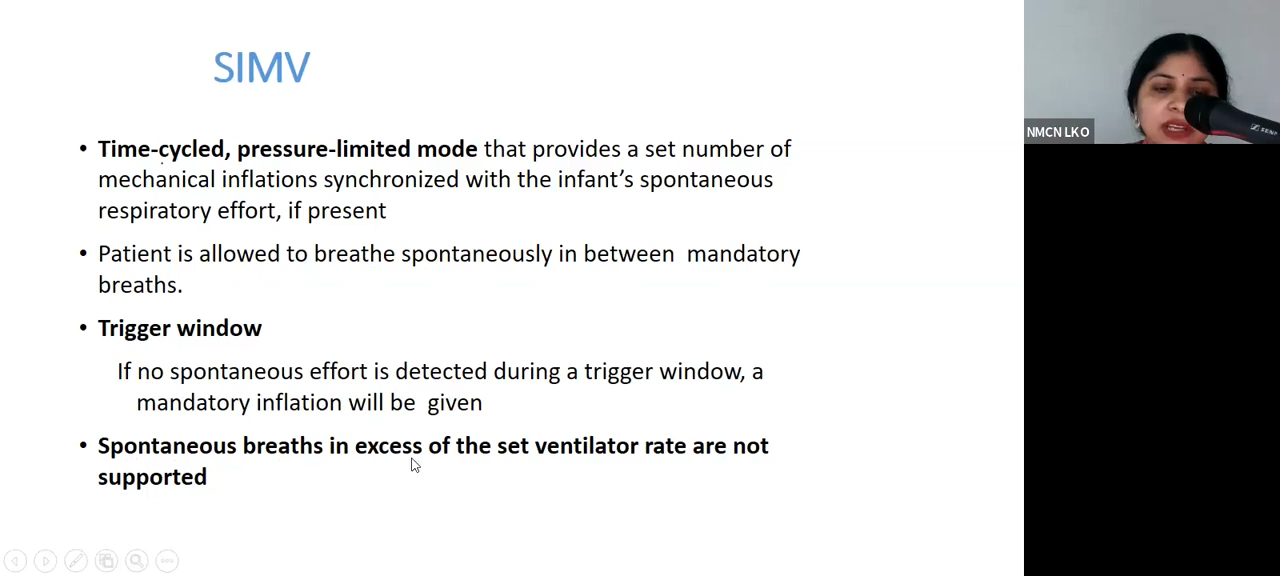 SIMV
• Time-cycled, pressure-limited mode that provides a set number of
mechanical inflations synchronized with the infant's spontaneous
respiratory effort, if present
• Patient is allowed to breathe spontaneously in between mandatory
breaths.
• Trigger window
If no spontaneous effort is detected during a trigger window, a
mandatory inflation will be given
• Spontaneous breaths in excess of the set ventilator rate are not
supported
NMCN LKO